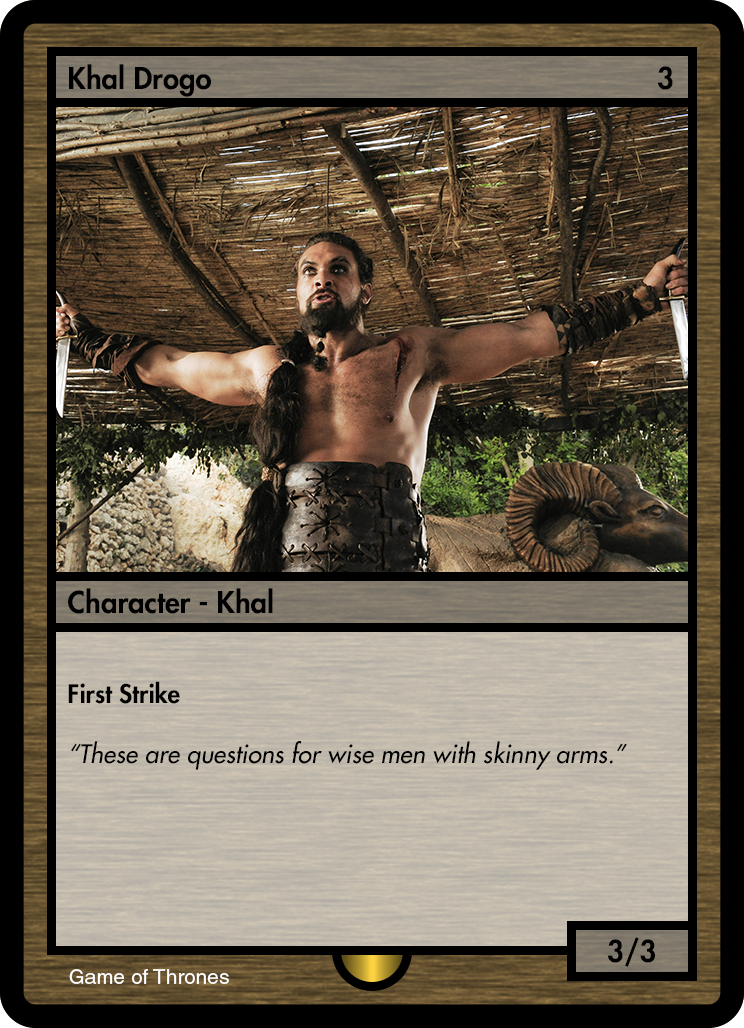 Khal Drogo 3
Character - Khal
First Strike
“These are questions for wise men with skinny arms.”
3/3
Game of Thrones